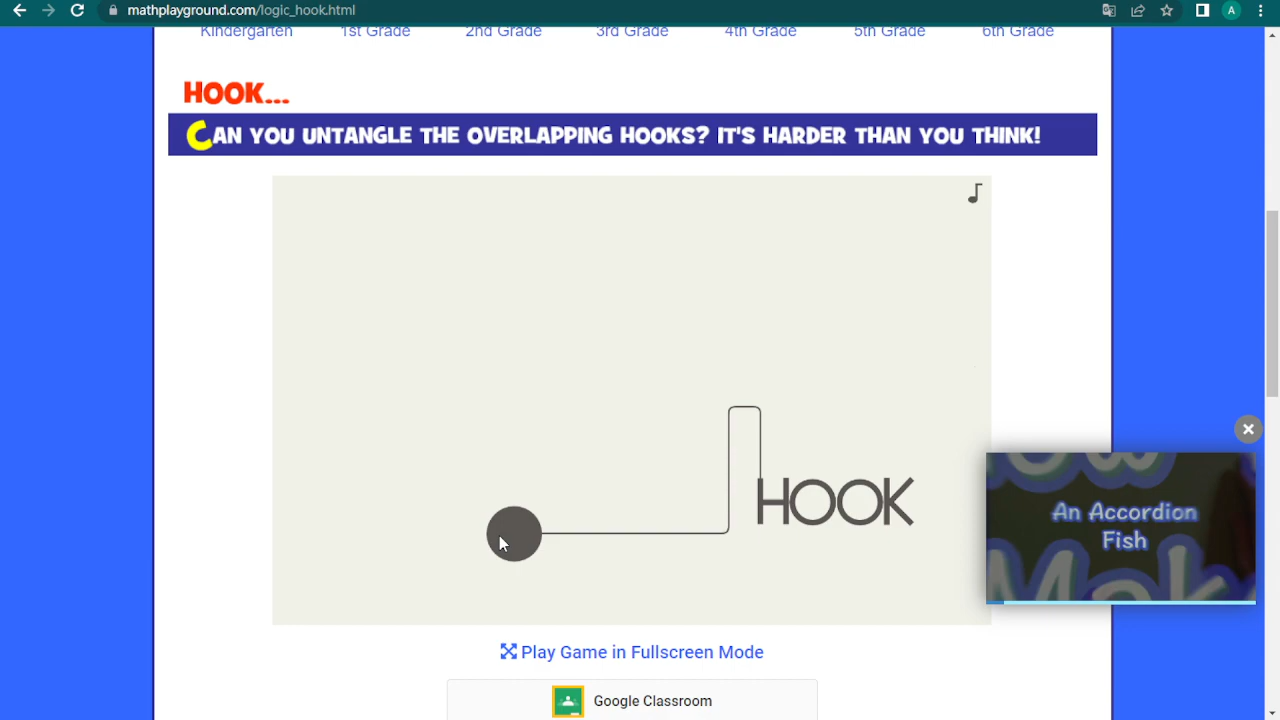 mathplayground.com/logic_hook.html
A
Kindergarten 1st Grade 2nd Grade 3rd Grade 4th Grade 5th Grade 6th Grade
HOOK...
CAN YOU UNTANGLE THE OVERLAPPING HOOKS? IT'S HARDER THAN YOU THINK!
HOOK
An Accordion
Fish
Play Game in Fullscreen Mode
Google Classroom